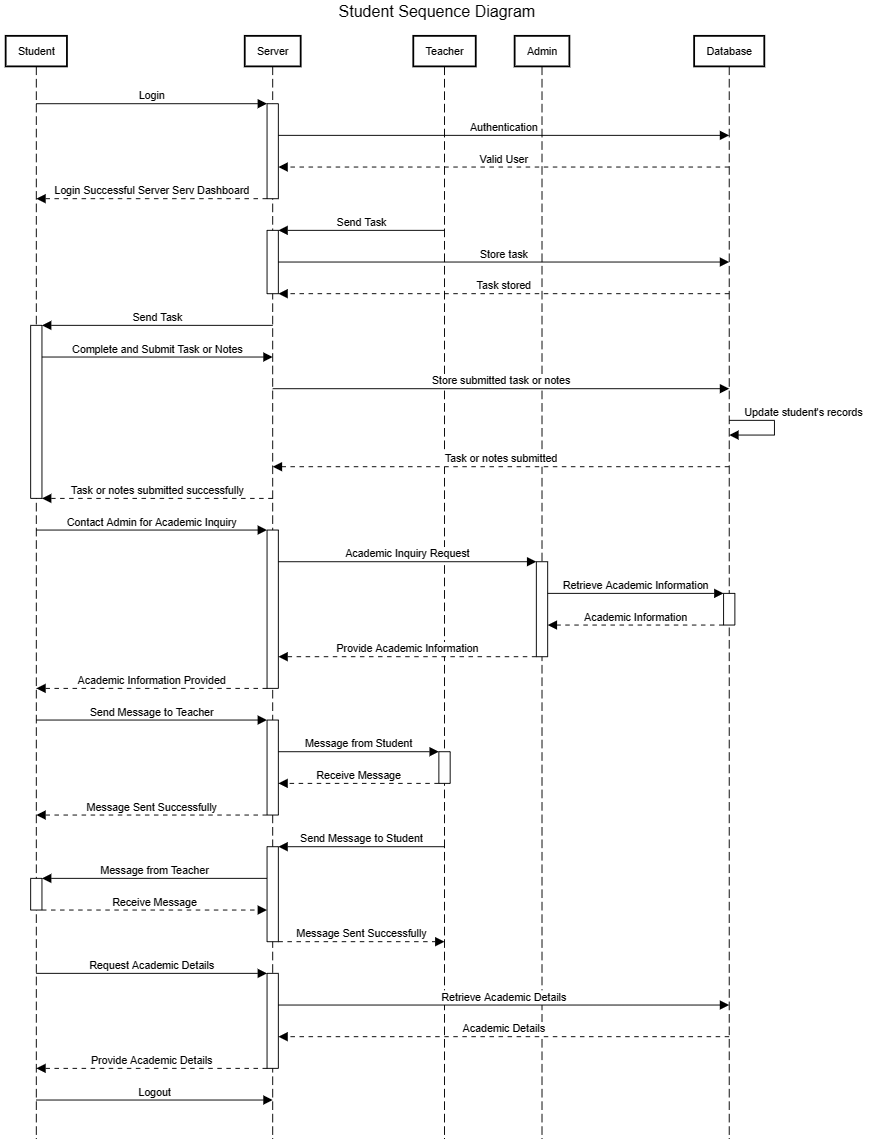 Student Sequence Diagram
Student
Server
Teacher
Admin
Database
Login
Authentication
Valid User
Login Successful Server Serv Dashboard
Send Task
Store task
Task stored
Send Task
Complete and Submit Task or Notes
Store submitted task or notes
Update student's records
Task or notes submitted
Task or notes submitted successfully
Contact Admin for Academic Inquiry
Academic Inquiry Request
Retrieve Academic Information
Academic Information
Provide Academic Information
Academic Information Provided
Send Message to Teacher
Message from Student
Receive Message
Message Sent Successfully
Send Message to Student
Message from Teacher
Receive Message
Message Sent Successfully
Request Academic Details
Retrieve Academic Details
Academic Details
Provide Academic Details
Logout